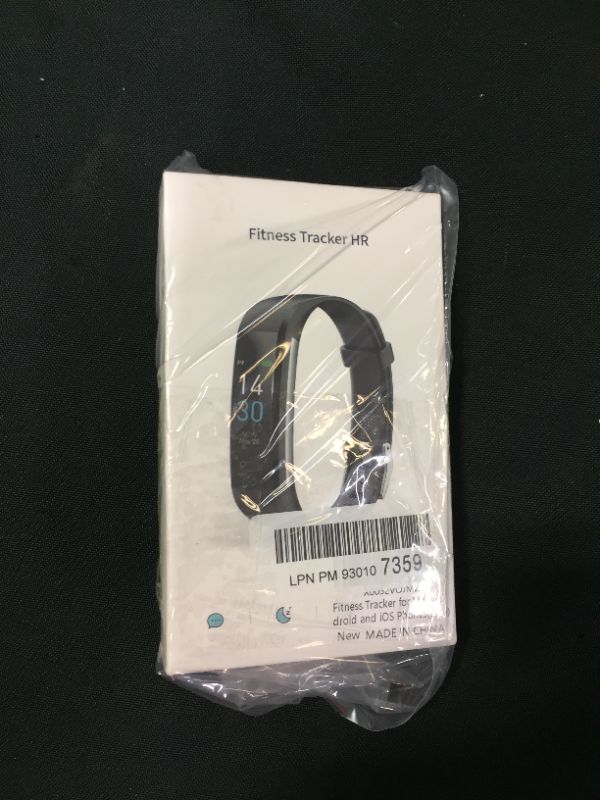 Fitness Tracker HR
14
30
LPN PM 93010 7359
Fitness Tracker for
droid and iOS
New MADE IN CHINA